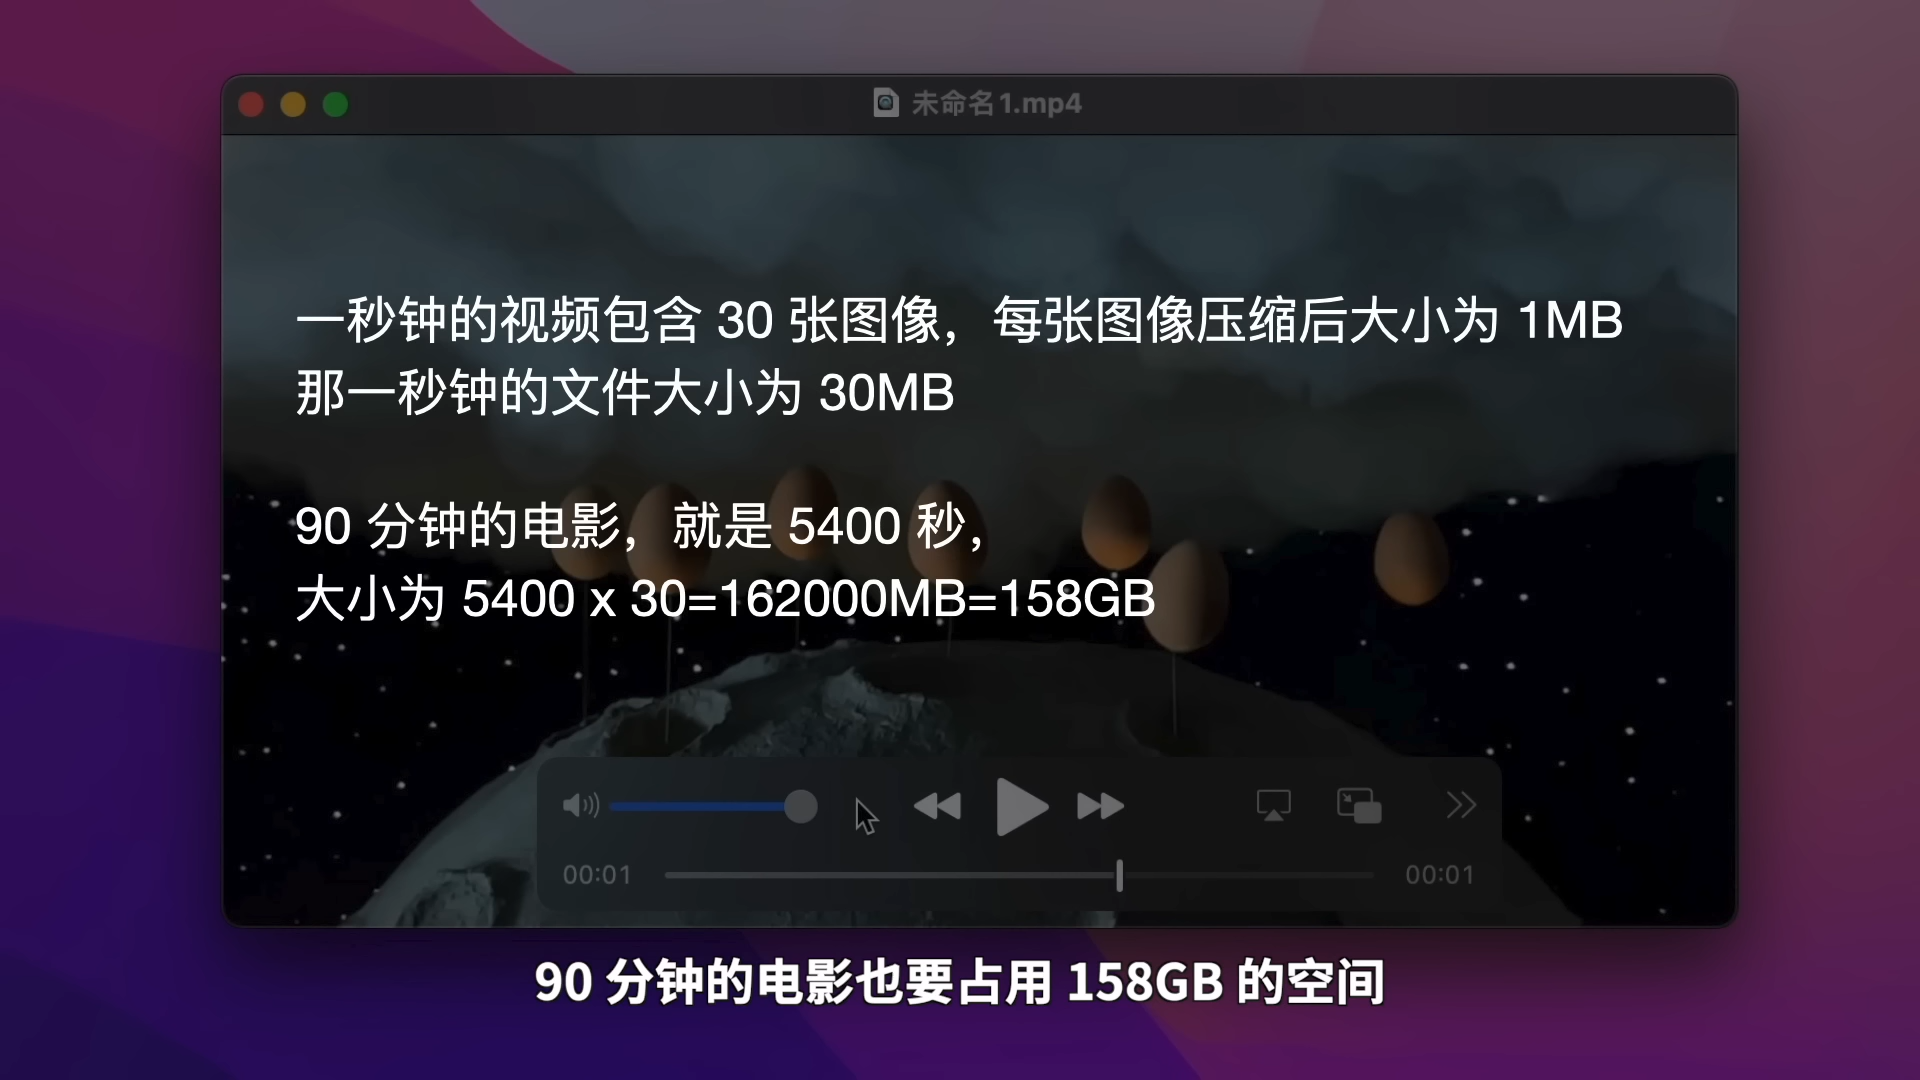 未命名1.mp4
一秒钟的视频包含 30 张图像，每张图像压缩后大小为 1MB
那一秒钟的文件大小为 30MB
90 分钟的电影，就是 5400 秒，
大小为 5400 x 30=162000MB=158GB
00:01
00:01
90 分钟的电影也要占用 158GB 的空间